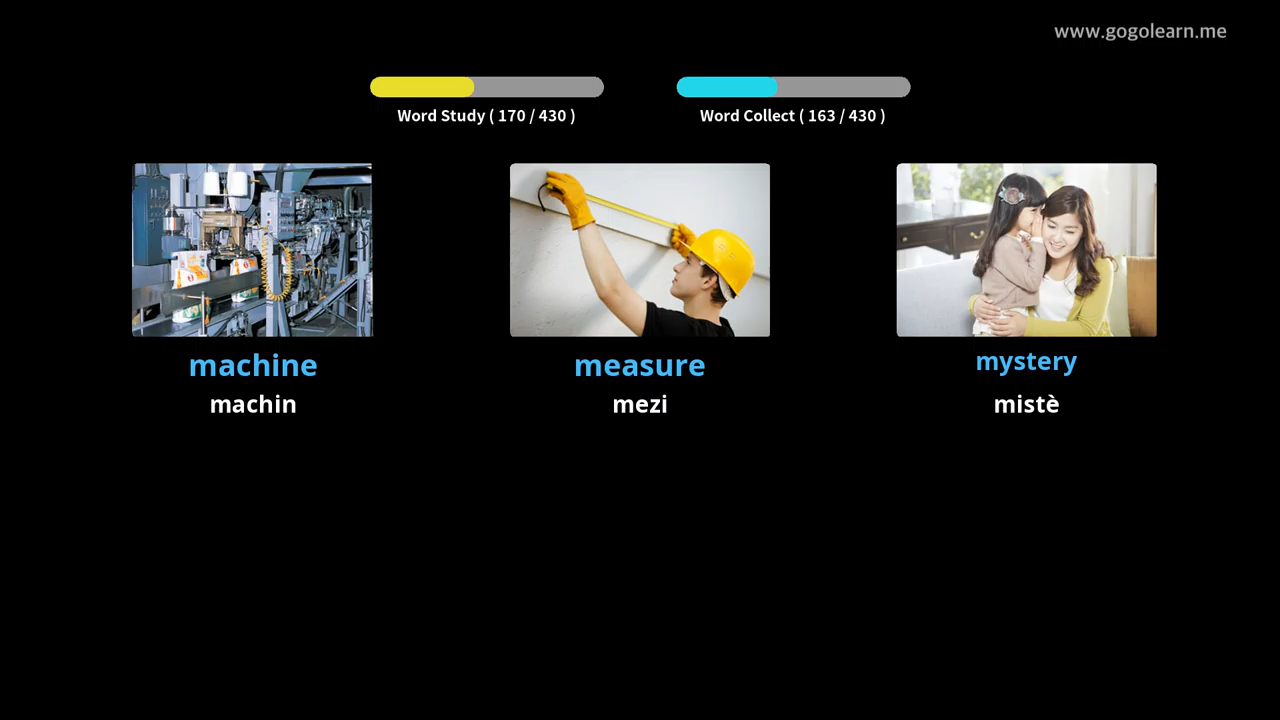 www.gogolearn.me
Word Study ( 170 / 430 )
Word Collect ( 163 / 430 )
machine
machin
measure
mezi
mystery
mistè